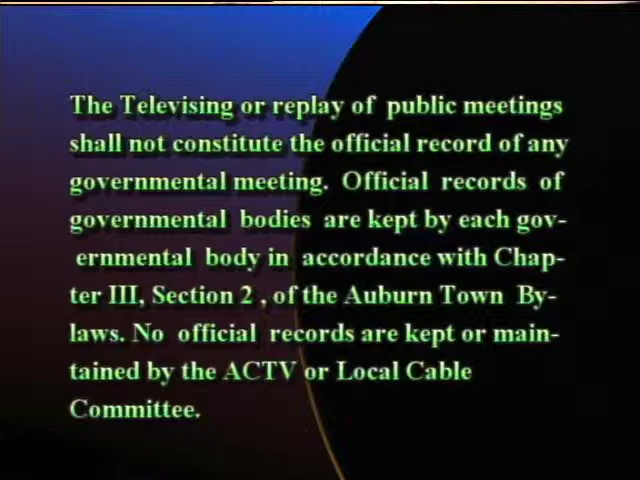 The Televising or replay of public meetings
shall not constitute the official record of any
governmental meeting. Official records of
governmental bodies are kept by each gov-
ernmental body in accordance with Chap-
ter III, Section 2 , of the Auburn Town By-
laws. No official records are kept or main-
tained by the ACTV or Local Cable
Committee.